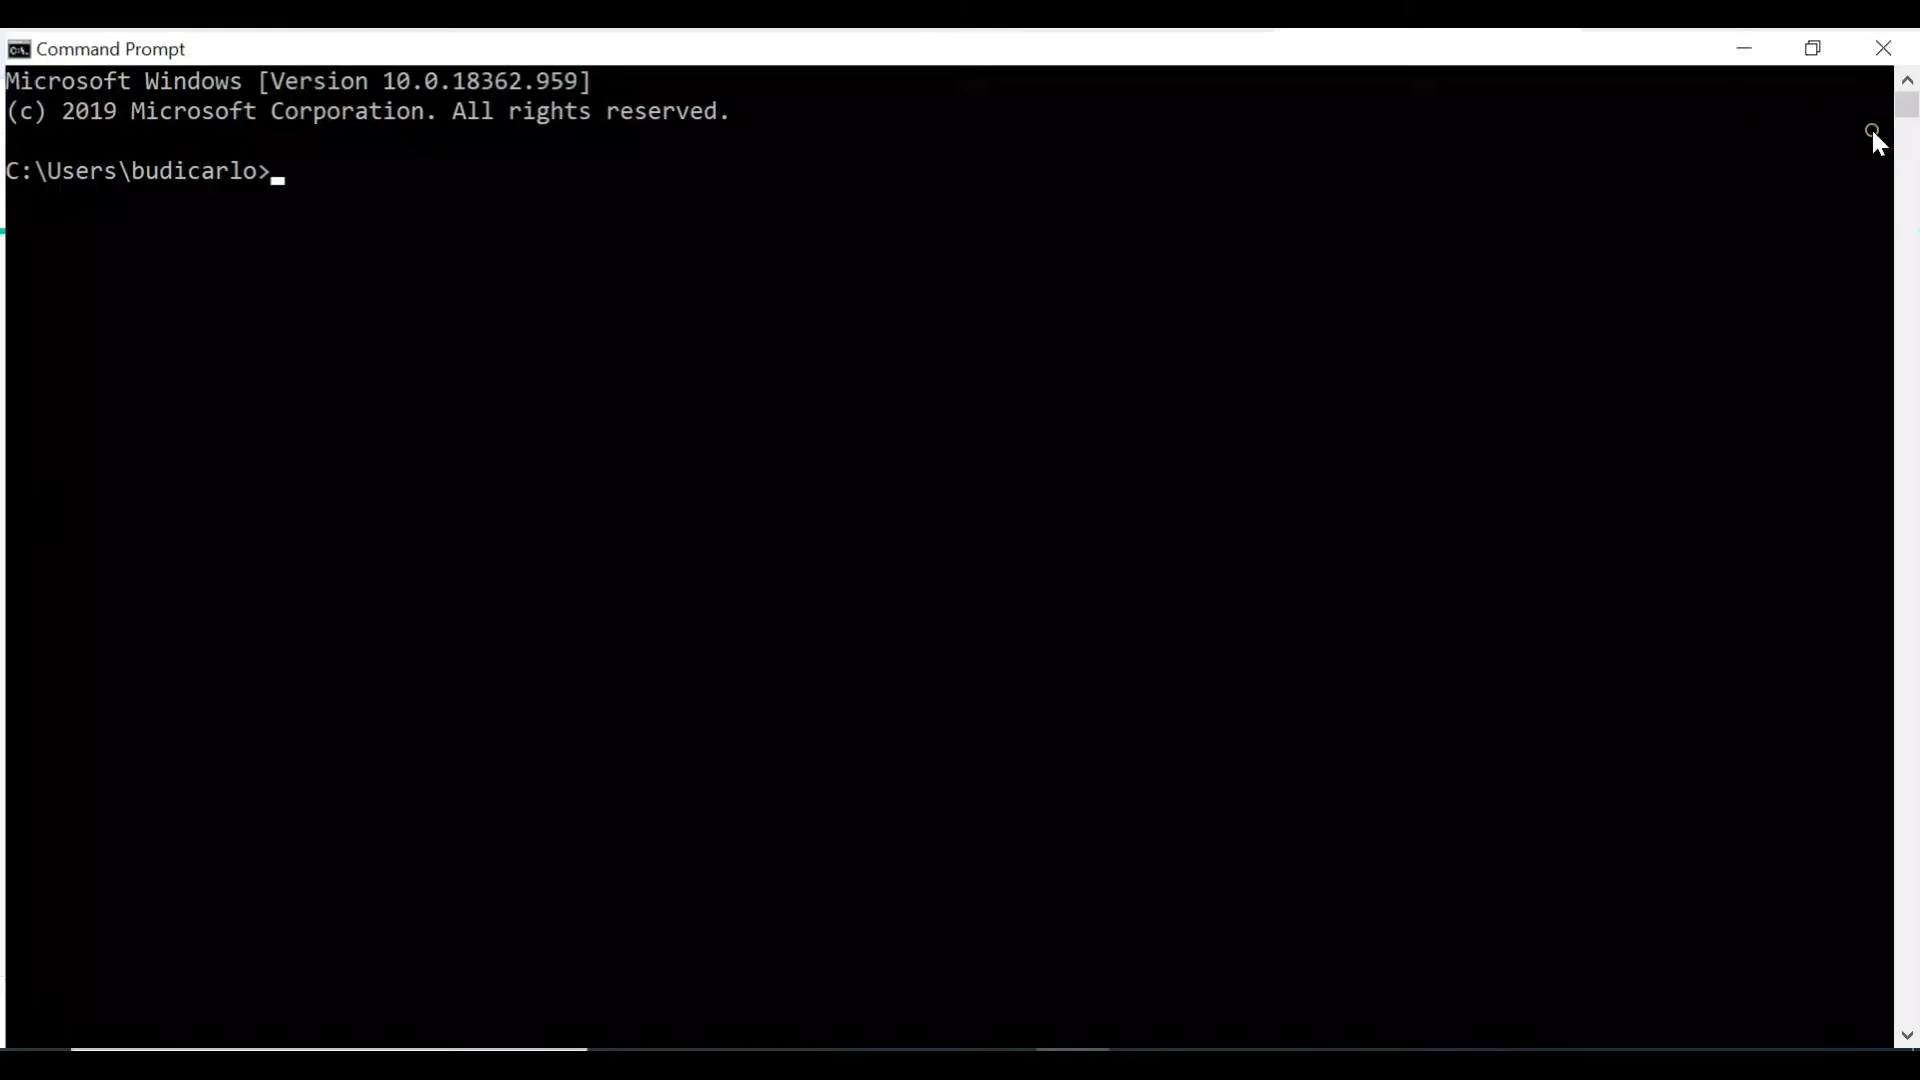 Command Prompt
Microsoft Windows [Version 10.0.18362.959]
(c) 2019 Microsoft Corporation. All rights reserved.
C:\Users\budicarlo>